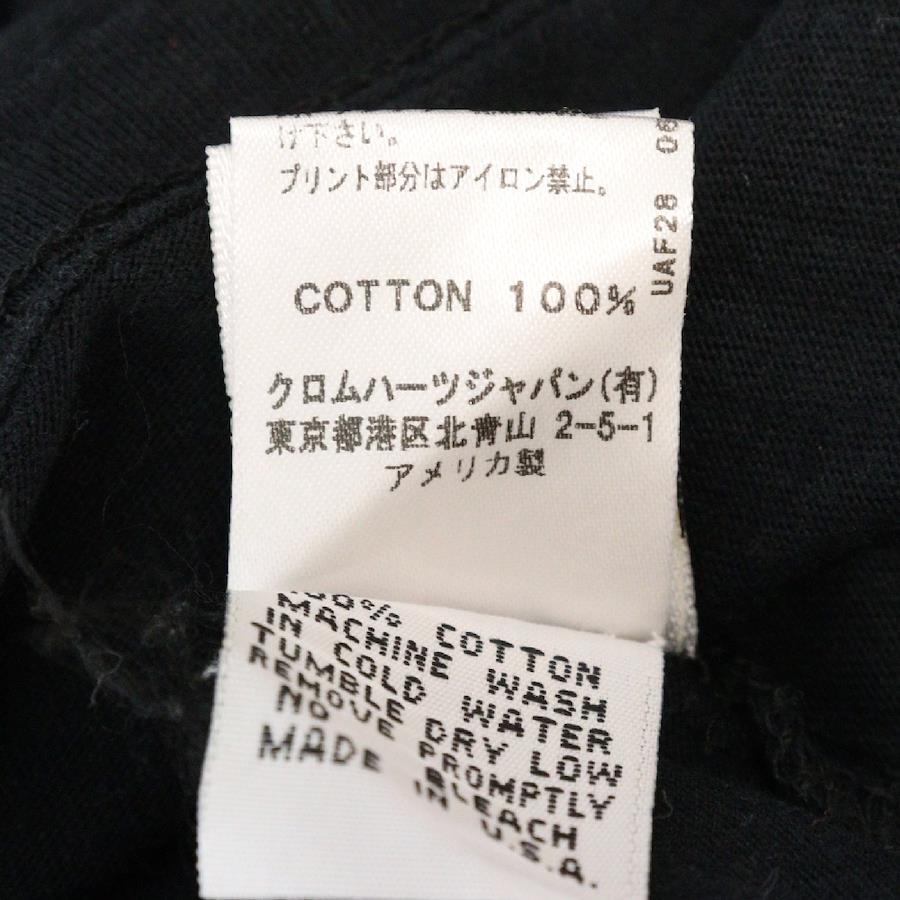 け下さい。
プリント部分はアイロン禁止。
COTTON 100%
クロムハーツジャパン(有)
東京都港区北青山 2-5-1
アメリカ製
UAF28 06
100% COTTON
MACHINE WASH
IN COLD WATER
TUMBLE DRY LOW
REMOVE PROMPTLY
NO BLEACH
MADE IN U.S.A.